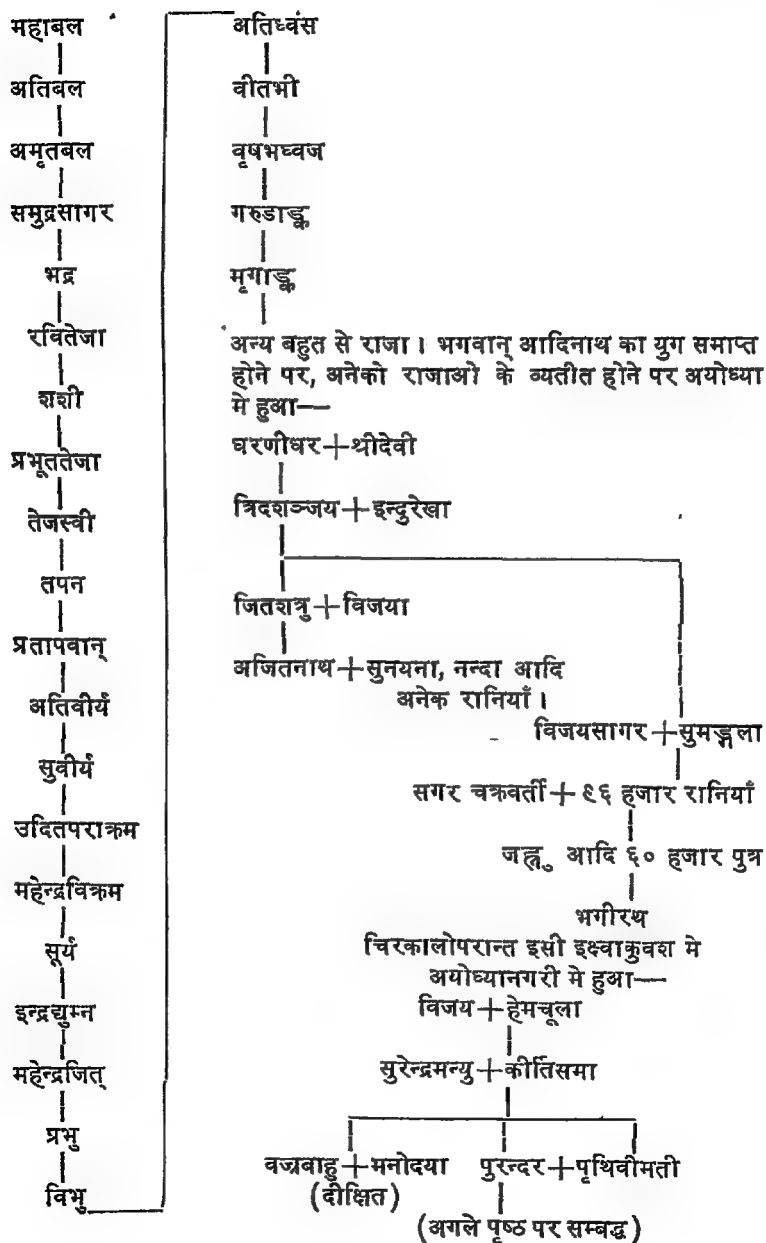 महाबल
अतिबल
अमृतबल
समुद्रसागर
भद्र
रवितेजा
शशी
प्रभूततेजा
तेजस्वी
तपन
प्रतापवान्
अतिवीर्य
सुवीर्य
उदितपराक्रम
महेन्द्रविक्रम
सूर्य
इन्द्रद्युम्न
महेन्द्रजित्
प्रभु
विभु
अतिध्वंस
वीतभी
वृषभध्वज
गरुडाङ्क
मृगाङ्क
अन्य बहुत से राजा । भगवान् आदिनाथ का युग समाप्त
होने पर, अनेको राजाओ के व्यतीत होने पर अयोध्या
मे हुआ—
धरणीधर+श्रीदेवी
त्रिदशञ्जय+इन्दुरेखा
जितशत्रु+विजया
अजितनाथ+सुनयना, नन्दा आदि
अनेक रानियाँ ।
विजयसागर+सुमङ्गला
सगर चक्रवर्ती+९६ हजार रानियाँ
जह्नु आदि ६० हजार पुत्र
भगीरथ
चिरकालोपरान्त इसी इक्ष्वाकुवश मे
अयोध्यानगरी मे हुआ—
विजय+हेमचूला
सुरेन्द्रमन्यु+कीर्तिसमा
वज्रबाहु+मनोदया पुरन्दर+पृथिवीमती
(दीक्षित)
(अगले पृष्ठ पर सम्बद्ध)